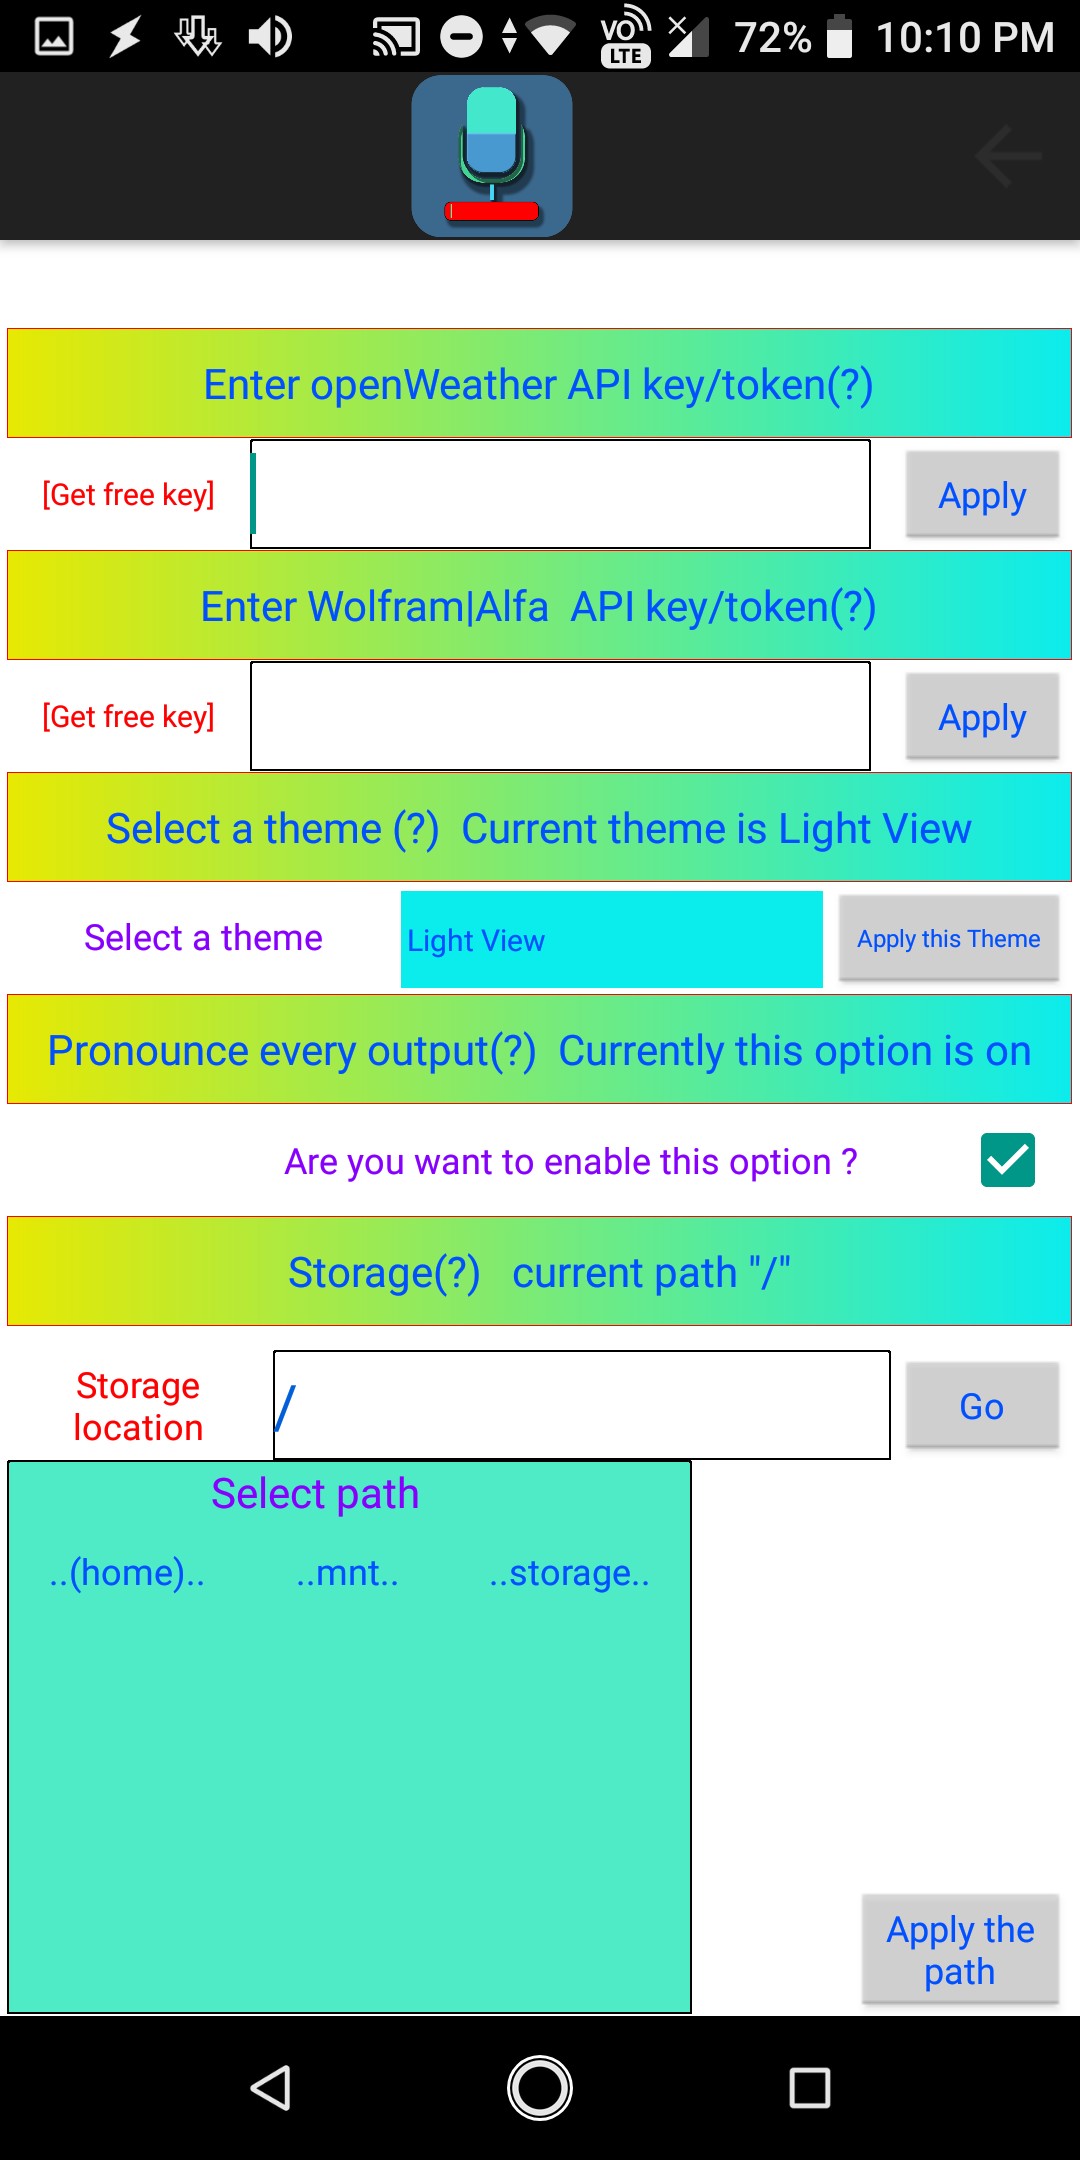 VO LTE 72% 10:10 PM
Enter openWeather API key/token(?)
[Get free key] Apply
Enter Wolfram|Alfa  API key/token(?)
[Get free key] Apply
Select a theme (?)  Current theme is Light View
Select a theme Light View Apply this Theme
Pronounce every output(?)  Currently this option is on
Are you want to enable this option ?
Storage(?)   current path "/"
Storage
location
/
Go
Select path
..(home).. ..mnt.. ..storage..
Apply the
path